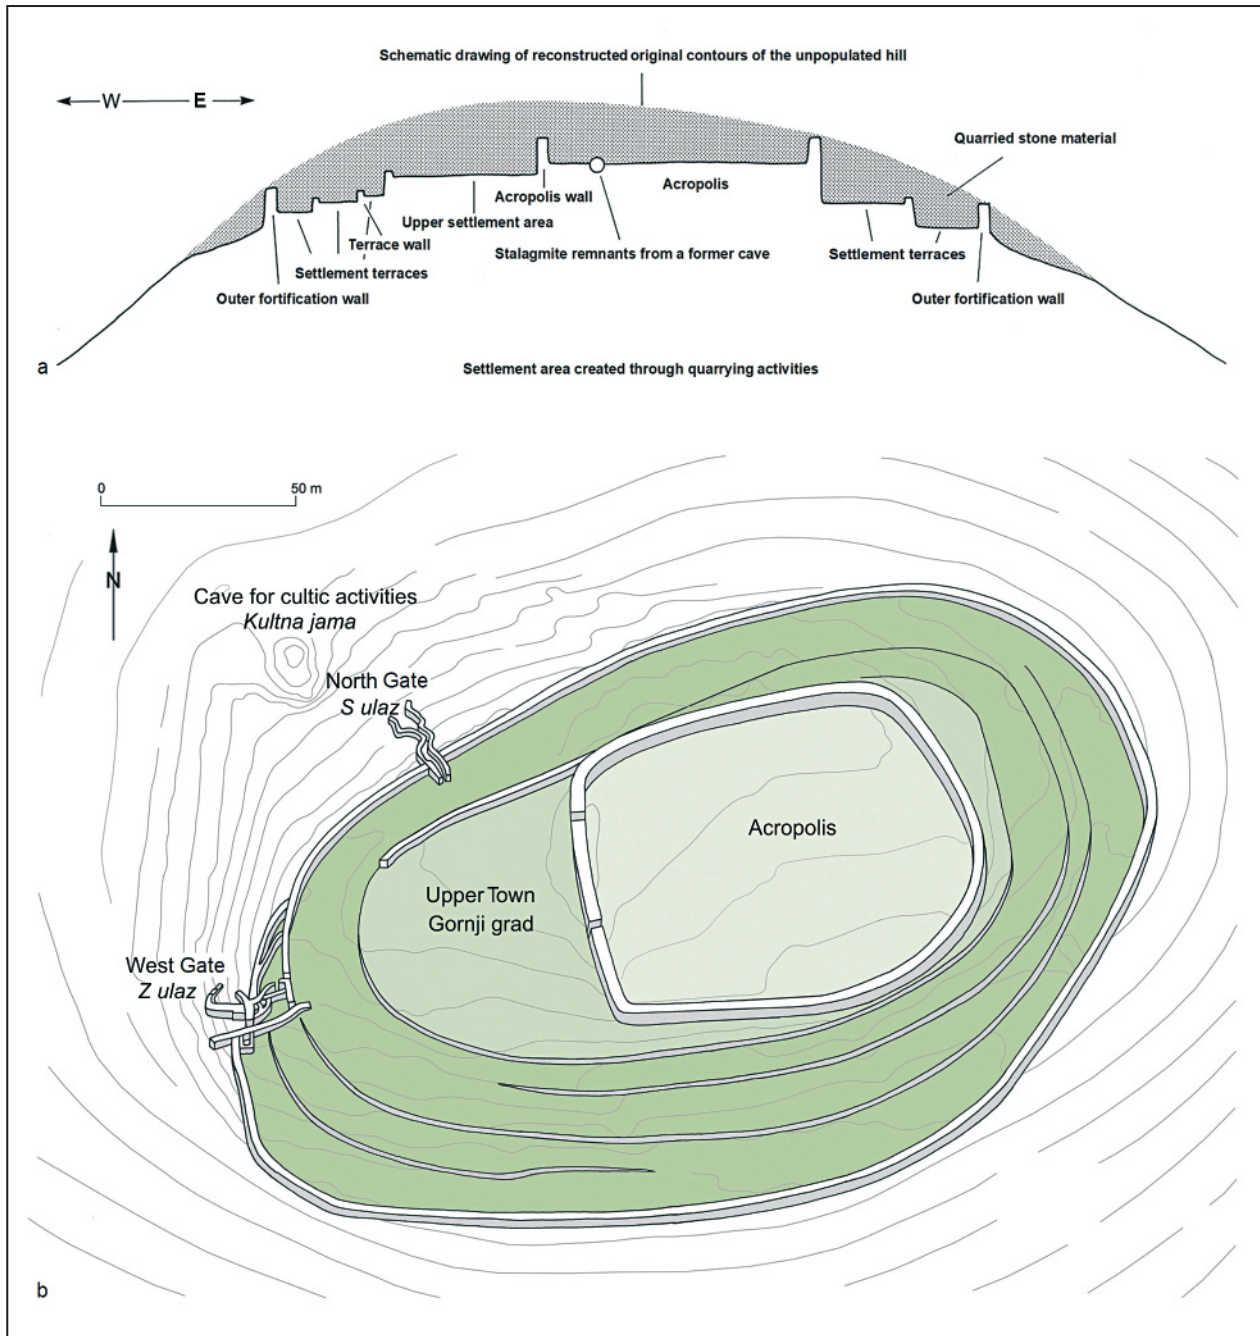 Schematic drawing of reconstructed original contours of the unpopulated hill
W E
Quarried stone material
Acropolis wall
Acropolis
Upper settlement area
Terrace wall
Stalagmite remnants from a former cave
Settlement terraces
Settlement terraces
Outer fortification wall
Outer fortification wall
a
Settlement area created through quarrying activities
0 50 m
N
Cave for cultic activities
Kultna jama
North Gate
S ulaz
Acropolis
Upper Town
Gornji grad
West Gate
Z ulaz
b